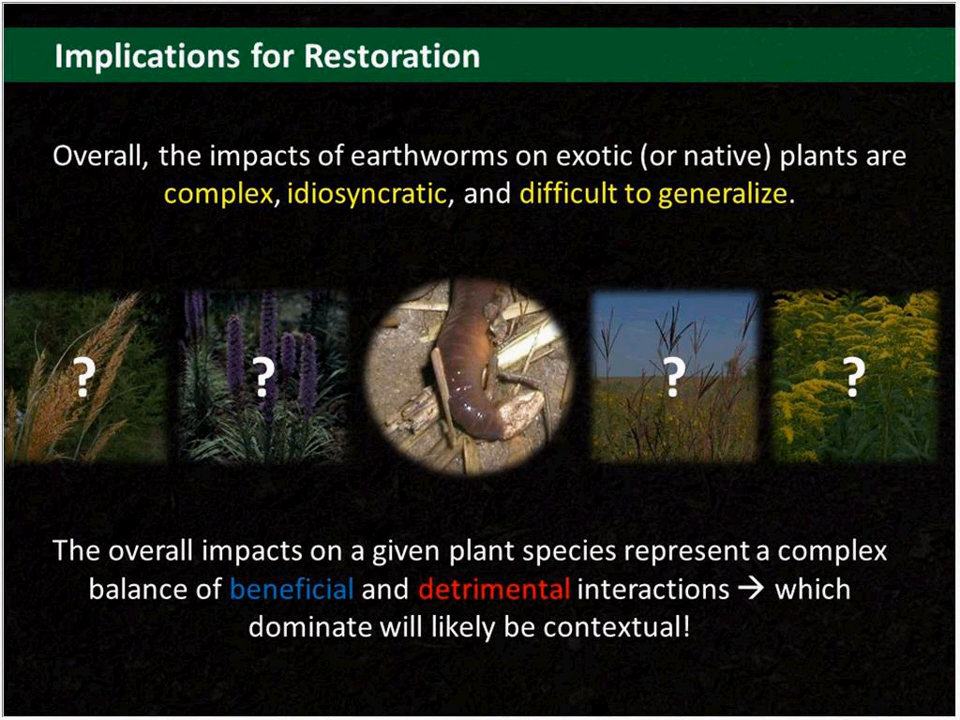 Implications for Restoration
Overall, the impacts of earthworms on exotic (or native) plants are
complex, idiosyncratic, and difficult to generalize.
? ? ? ?
The overall impacts on a given plant species represent a complex
balance of beneficial and detrimental interactions → which
dominate will likely be contextual!